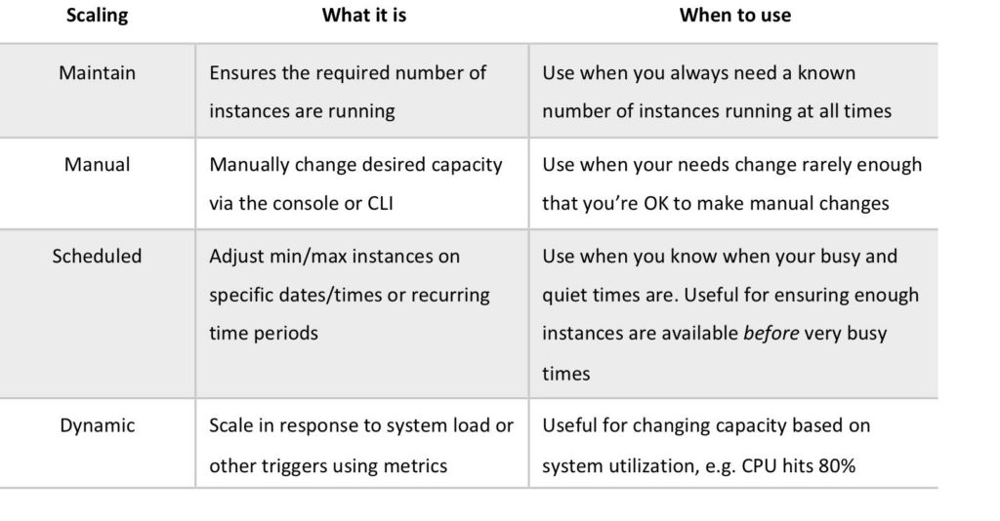 Scaling
What it is
When to use
Maintain
Ensures the required number of
instances are running
Use when you always need a known
number of instances running at all times
Manual
Manually change desired capacity
via the console or CLI
Use when your needs change rarely enough
that you’re OK to make manual changes
Scheduled
Adjust min/max instances on
specific dates/times or recurring
time periods
Use when you know when your busy and
quiet times are. Useful for ensuring enough
instances are available before very busy
times
Dynamic
Scale in response to system load or
other triggers using metrics
Useful for changing capacity based on
system utilization, e.g. CPU hits 80%